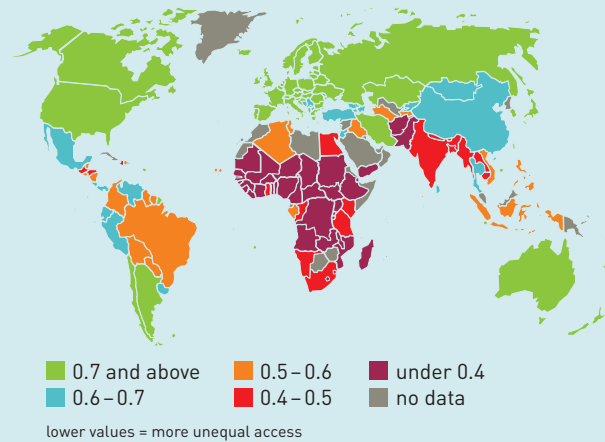 0.7 and above
0.6–0.7
0.5–0.6
0.4–0.5
under 0.4
no data
lower values = more unequal access